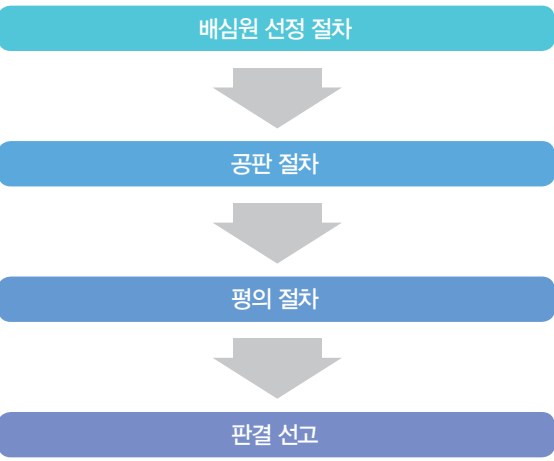 배심원 선정 절차
공판 절차
평의 절차
판결 선고